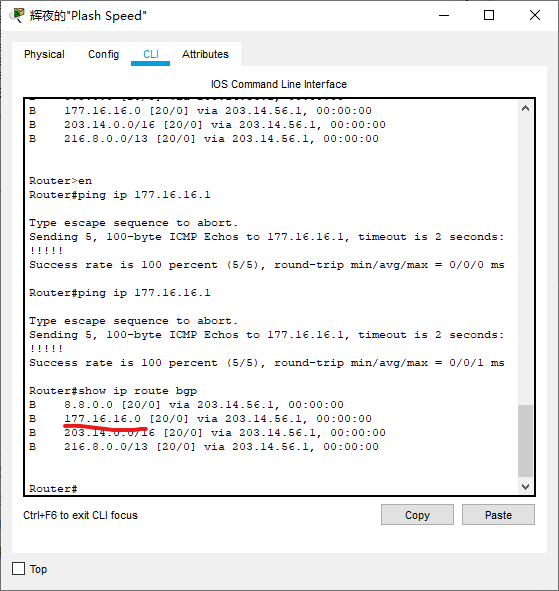 辉夜的"Plash Speed"
Physical Config CLI Attributes
IOS Command Line Interface
B 177.16.16.0 [20/0] via 203.14.56.1, 00:00:00
B 203.14.0.0/16 [20/0] via 203.14.56.1, 00:00:00
B 216.8.0.0/13 [20/0] via 203.14.56.1, 00:00:00
Router>en
Router#ping ip 177.16.16.1
Type escape sequence to abort.
Sending 5, 100-byte ICMP Echos to 177.16.16.1, timeout is 2 seconds:
!!!!!
Success rate is 100 percent (5/5), round-trip min/avg/max = 0/0/0 ms
Router#ping ip 177.16.16.1
Type escape sequence to abort.
Sending 5, 100-byte ICMP Echos to 177.16.16.1, timeout is 2 seconds:
!!!!!
Success rate is 100 percent (5/5), round-trip min/avg/max = 0/0/1 ms
Router#show ip route bgp
B 8.8.0.0 [20/0] via 203.14.56.1, 00:00:00
B 177.16.16.0 [20/0] via 203.14.56.1, 00:00:00
B 203.14.0.0/16 [20/0] via 203.14.56.1, 00:00:00
B 216.8.0.0/13 [20/0] via 203.14.56.1, 00:00:00
Router#
Ctrl+F6 to exit CLI focus Copy Paste
Top